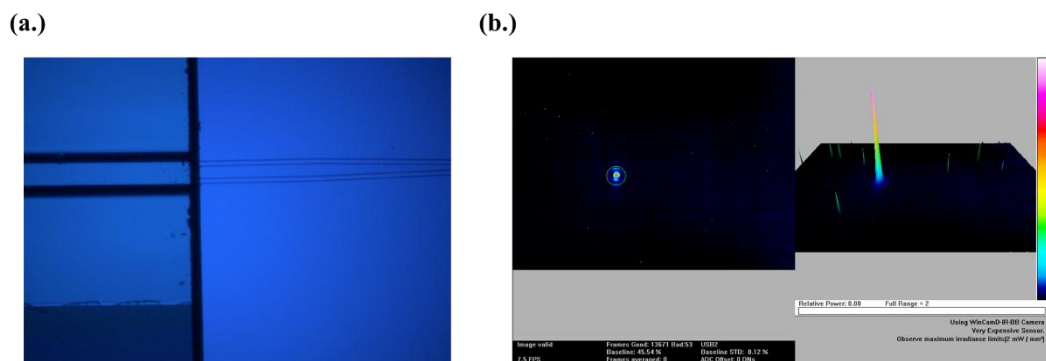 (a.)
(b.)
Relative Power: 0.00 Full Range = 2
Using WinCamD-IR-BB Camera
Very Expensive Sensor.
Observe maximum irradiance limits(2 mW / mm²)
Image valid Frames Good: 13671 Bad:53 USB2
Baseline: 45.54 % Baseline STD: 0.12 %
7.5 FPS Frames averaged: 0 ADC Offset: 0 DNs